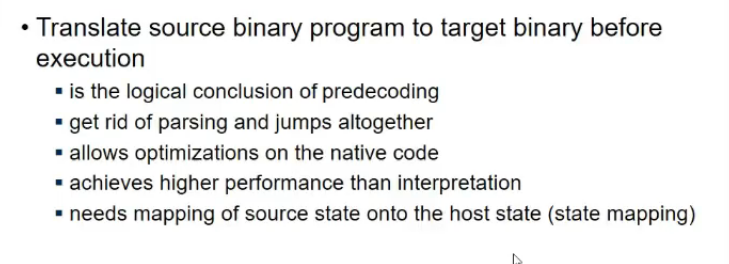 • Translate source binary program to target binary before
execution
▪ is the logical conclusion of predecoding
▪ get rid of parsing and jumps altogether
▪ allows optimizations on the native code
▪ achieves higher performance than interpretation
▪ needs mapping of source state onto the host state (state mapping)